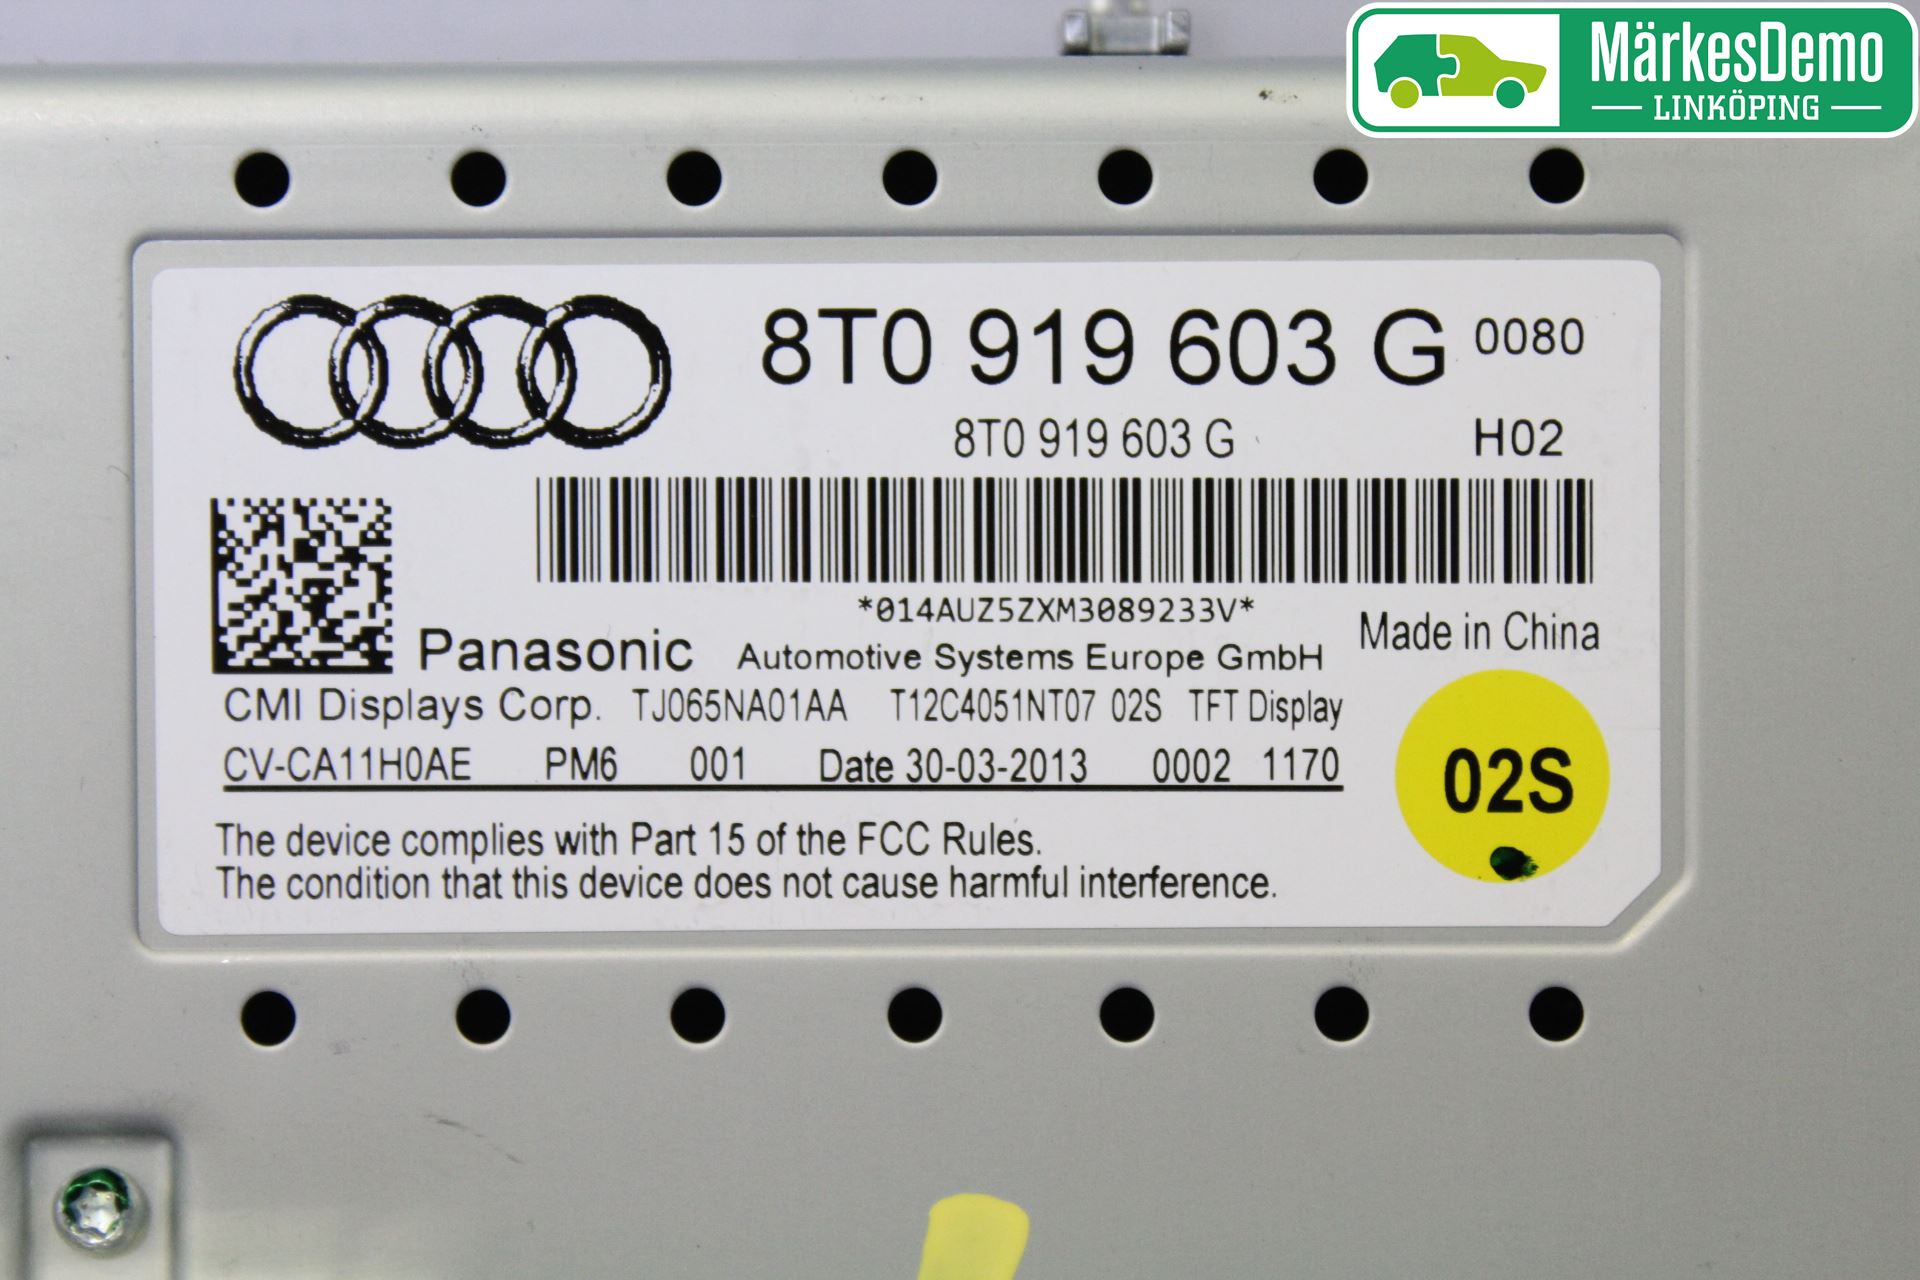 MärkesDemo
LINKÖPING
8T0 919 603 G 0080
8T0 919 603 G H02
*014AUZ5ZXM3089233V*
Made in China
Panasonic Automotive Systems Europe GmbH
CMI Displays Corp. TJ065NA01AA T12C4051NT07 02S TFT Display
CV-CA11H0AE PM6 001 Date 30-03-2013 0002 1170
02S
The device complies with Part 15 of the FCC Rules.
The condition that this device does not cause harmful interference.